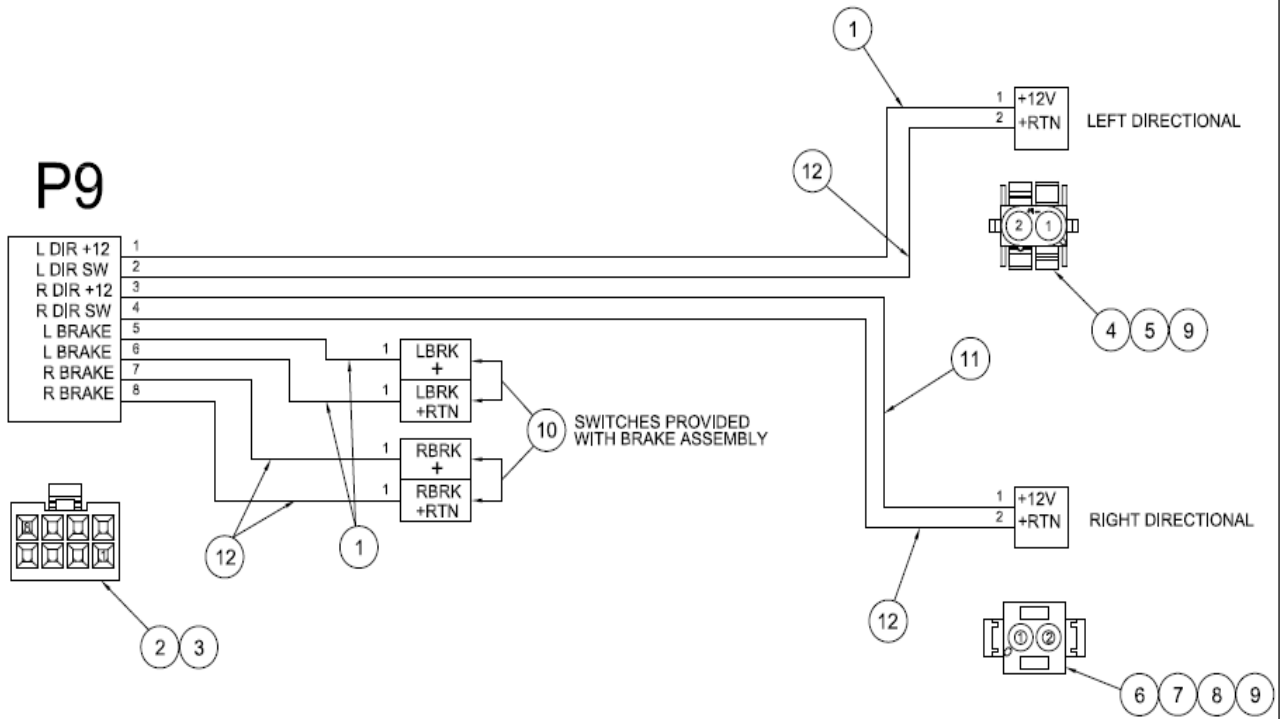 1
1 +12V
2 +RTN
LEFT DIRECTIONAL
12
P9
2 1
L DIR +12 1
L DIR SW 2
R DIR +12 3
R DIR SW 4
L BRAKE 5
L BRAKE 6
R BRAKE 7
R BRAKE 8
4 5 9
11
1 LBRK
+
1 LBRK
+RTN
10
SWITCHES PROVIDED
WITH BRAKE ASSEMBLY
1 RBRK
+
1 RBRK
+RTN
1 +12V
2 +RTN
RIGHT DIRECTIONAL
8
1
12
1
12
1 2
2 3
6 7 8 9